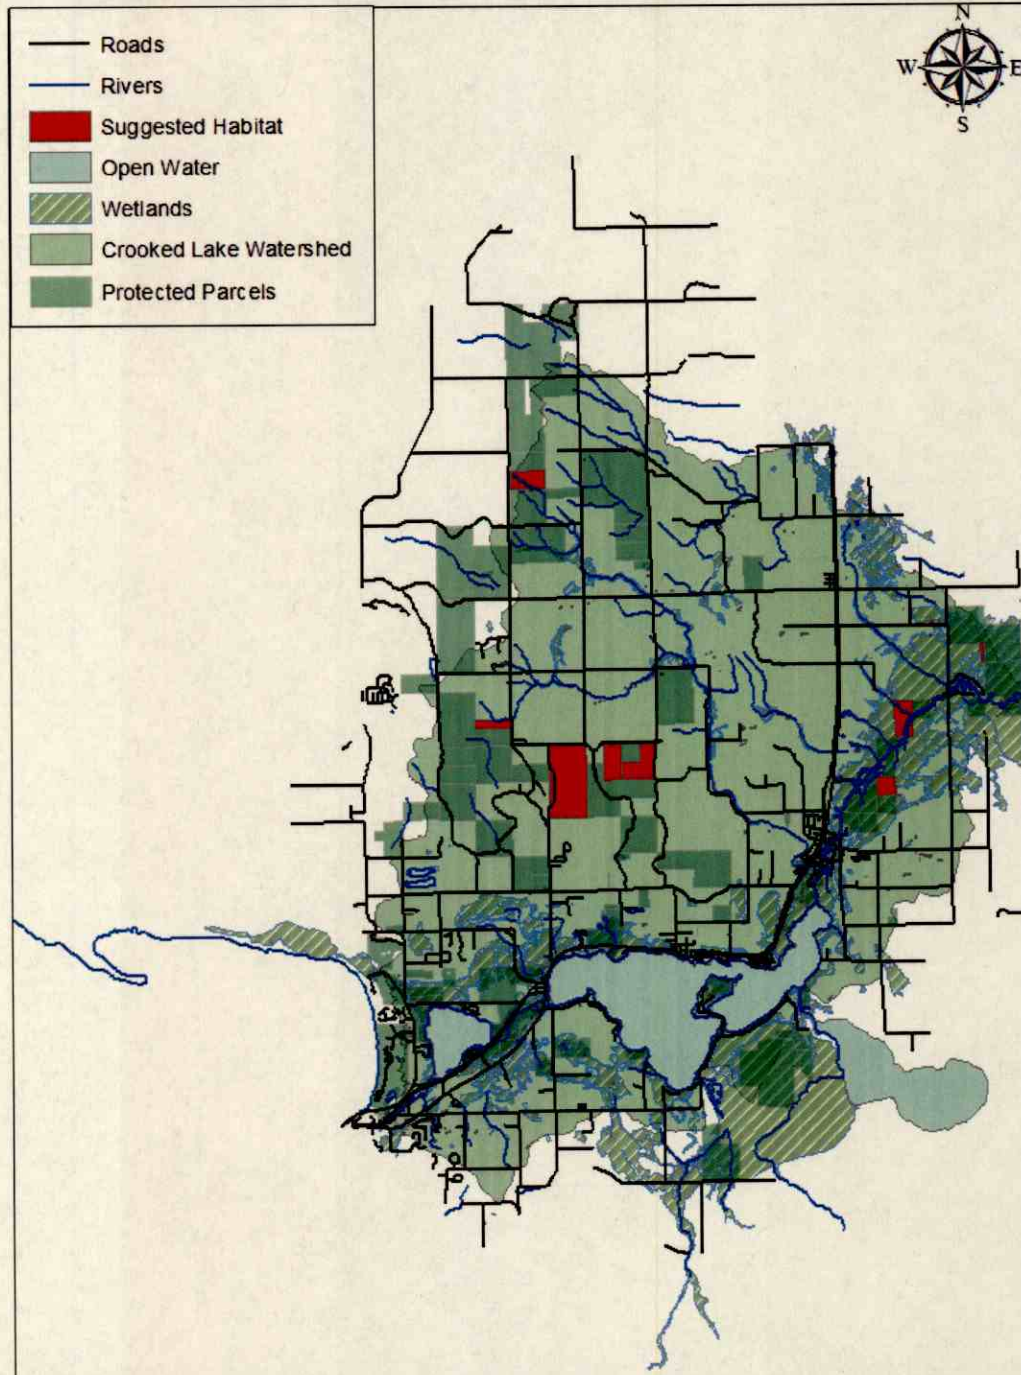 Roads
Rivers
Suggested Habitat
Open Water
Wetlands
Crooked Lake Watershed
Protected Parcels
N
W E
S